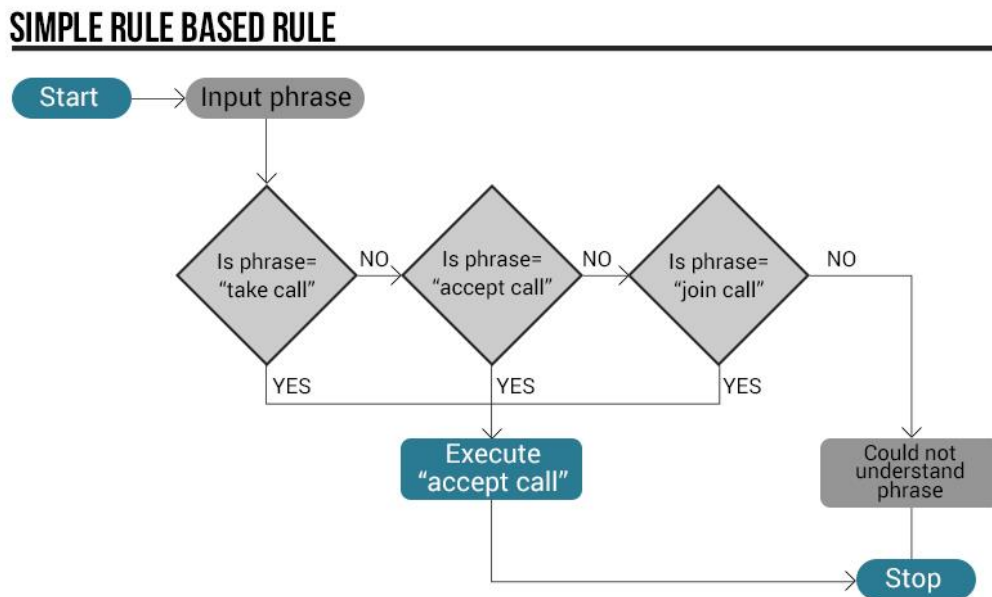 SIMPLE RULE BASED RULE
Start
Input phrase
Is phrase=
“take call”
NO
Is phrase=
“accept call”
NO
Is phrase=
“join call”
NO
YES
YES
YES
Execute
“accept call”
Could not
understand
phrase
Stop